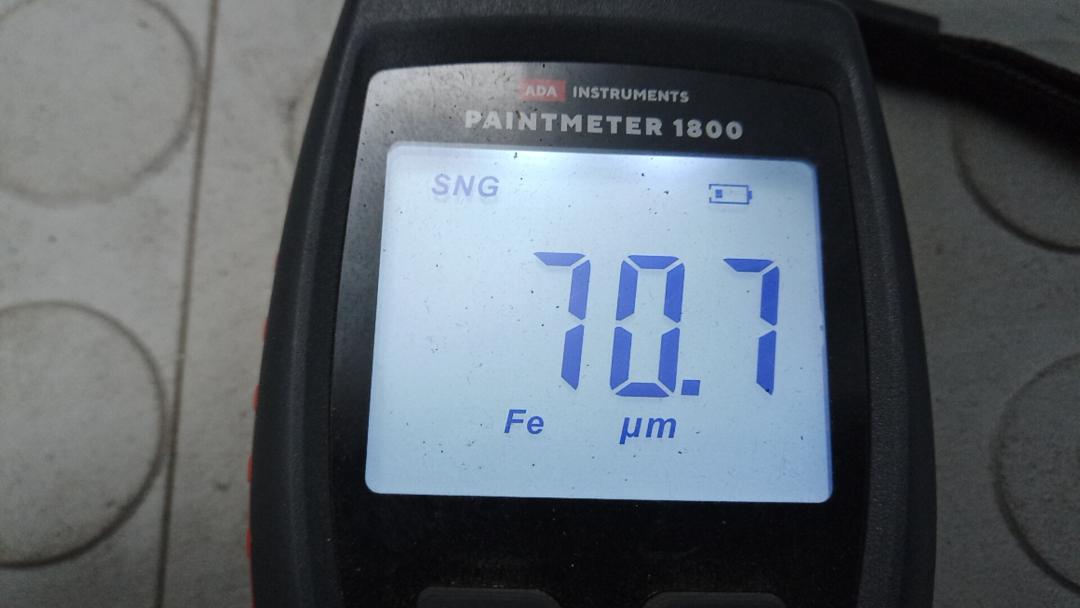 ADA INSTRUMENTS
PAINTMETER 1800
SNG
70.7
Fe µm